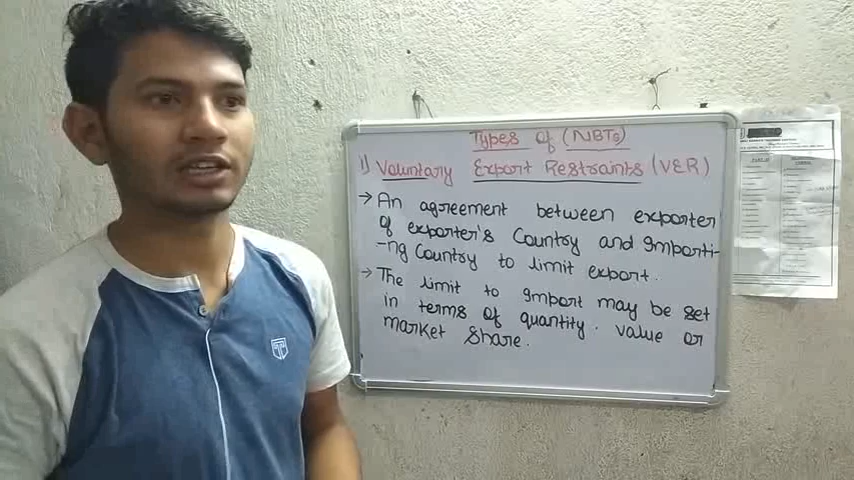 Types of (NBTs)
1) Voluntary Export Restraints (VER)
→ An agreement between exporter
of exporter's Country and Importi-
-ng Country to limit export.
→ The limit to Import may be set
in terms of quantity. value or
market Share.